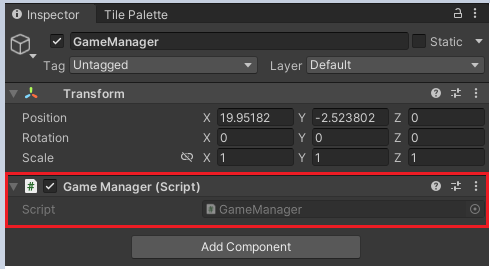 Inspector Tile Palette
GameManager Static
Tag Untagged Layer Default
Transform
Position X 19.95182 Y -2.523802 Z 0
Rotation X 0 Y 0 Z 0
Scale X 1 Y 1 Z 1
# Game Manager (Script)
Script # GameManager
Add Component